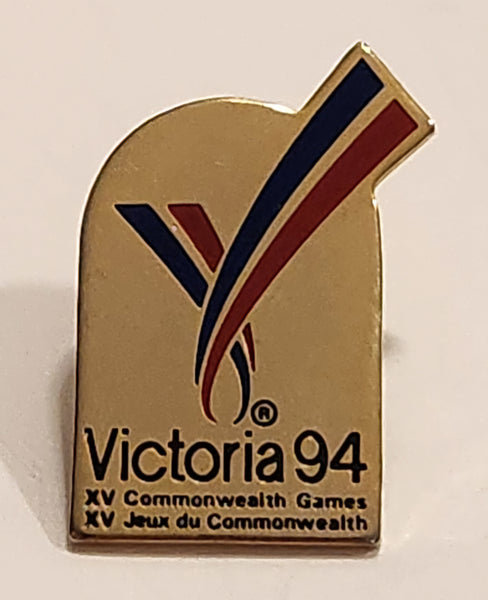 ®
Victoria 94
XV Commonwealth Games
XV Jeux du Commonwealth